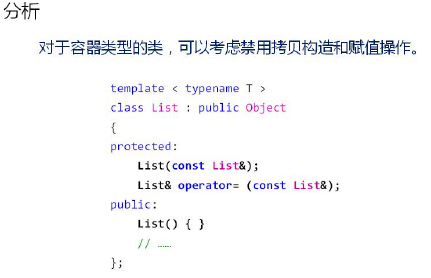 分析
对于容器类型的类，可以考虑禁用拷贝构造和赋值操作。
template < typename T >
class List : public Object
{
protected:
    List(const List&);
    List& operator= (const List&);
public:
    List() { }
    // ……
};